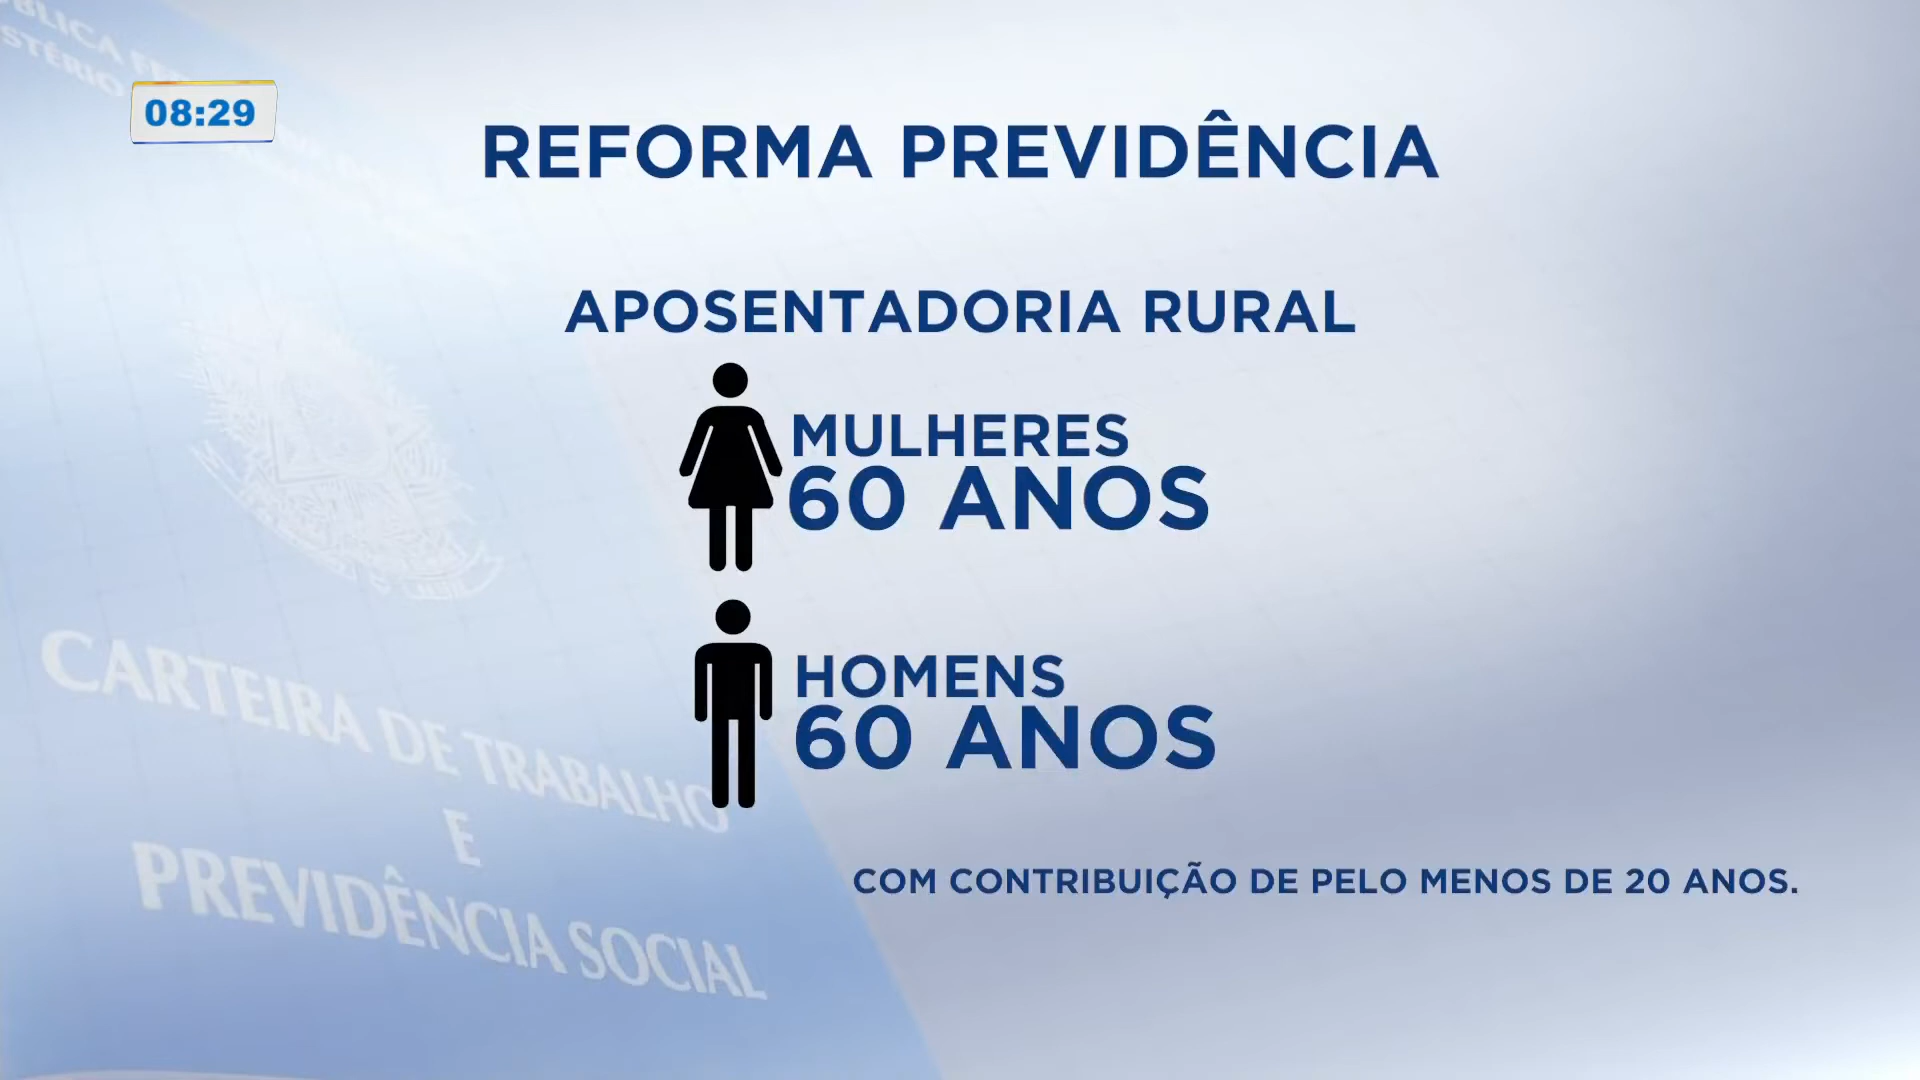 08:29
REFORMA PREVIDÊNCIA
APOSENTADORIA RURAL
MULHERES
60 ANOS
HOMENS
60 ANOS
COM CONTRIBUIÇÃO DE PELO MENOS DE 20 ANOS.
CARTEIRA DE TRABALHO
E
PREVIDÊNCIA SOCIAL